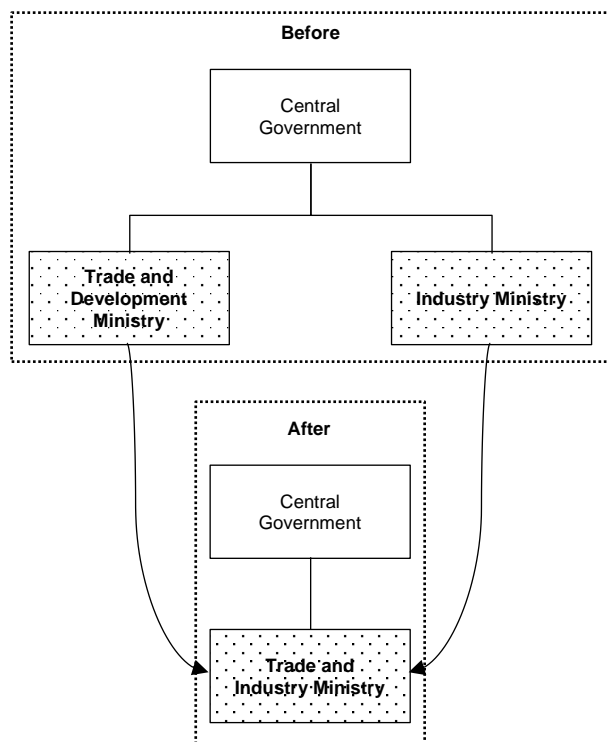 Before
Central
Government
Trade and
Development
Ministry
Industry Ministry
After
Central
Government
Trade and
Industry Ministry